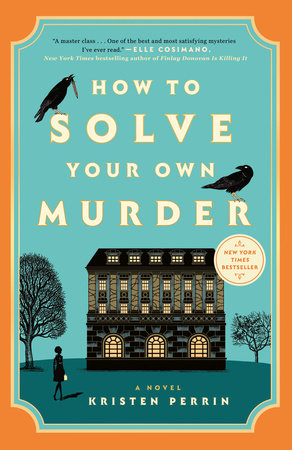 "A master class . . . One of the best and most satisfying mysteries
I've ever read." —ELLE COSIMANO,
New York Times bestselling author of Finlay Donovan Is Killing It
HOW TO
SOLVE
YOUR OWN
MURDER
NEW YORK
TIMES
BESTSELLER
A NOVEL
KRISTEN PERRIN